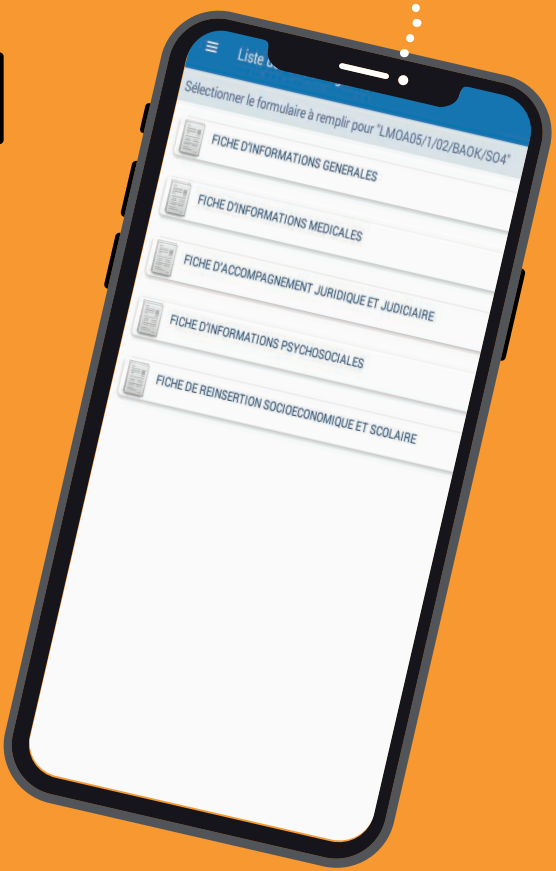 Liste
Sélectionner le formulaire à remplir pour "LMOA05/1/02/BAOK/SO4"
FICHE D'INFORMATIONS GENERALES
FICHE D'INFORMATIONS MEDICALES
FICHE D'ACCOMPAGNEMENT JURIDIQUE ET JUDICIAIRE
FICHE D'INFORMATIONS PSYCHOSOCIALES
FICHE DE REINSERTION SOCIOECONOMIQUE ET SCOLAIRE